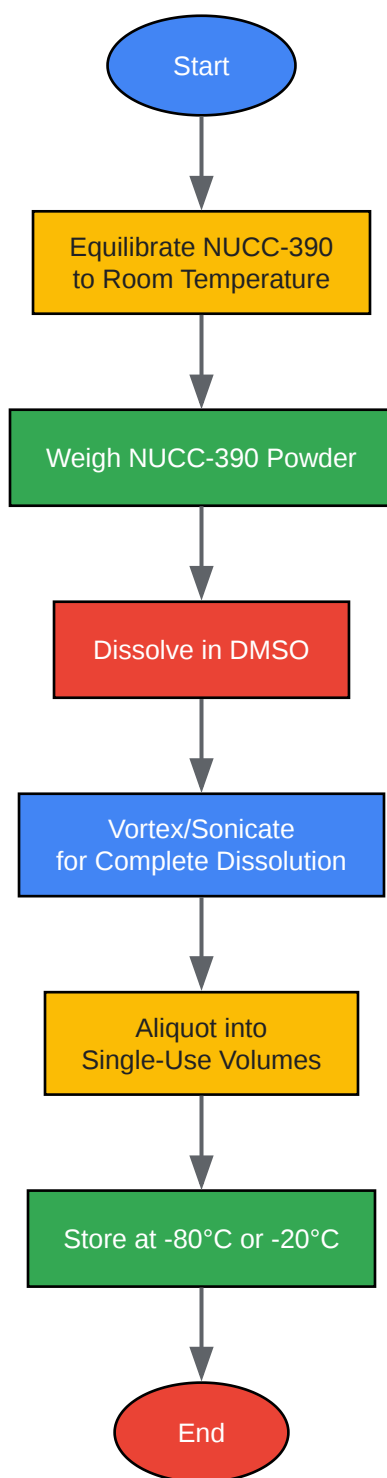 Start
Equilibrate NUCC-390
to Room Temperature
Weigh NUCC-390 Powder
Dissolve in DMSO
Vortex/Sonicate
for Complete Dissolution
Aliquot into
Single-Use Volumes
Store at -80°C or -20°C
End